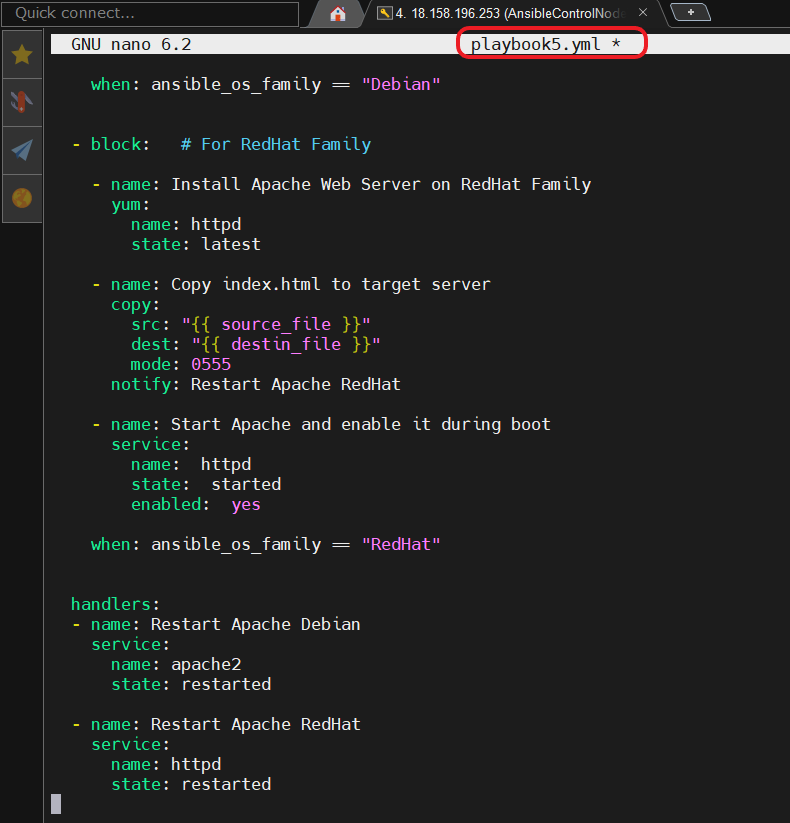 Quick connect...
4. 18.158.196.253 (AnsibleControlNode
GNU nano 6.2 playbook5.yml *
    when: ansible_os_family == "Debian"
  - block:   # For RedHat Family
    - name: Install Apache Web Server on RedHat Family
      yum:
        name: httpd
        state: latest
    - name: Copy index.html to target server
      copy:
        src: "{{ source_file }}"
        dest: "{{ destin_file }}"
        mode: 0555
      notify: Restart Apache RedHat
    - name: Start Apache and enable it during boot
      service:
        name:  httpd
        state:  started
        enabled:  yes
    when: ansible_os_family == "RedHat"
  handlers:
  - name: Restart Apache Debian
    service:
      name: apache2
      state: restarted
  - name: Restart Apache RedHat
    service:
      name: httpd
      state: restarted